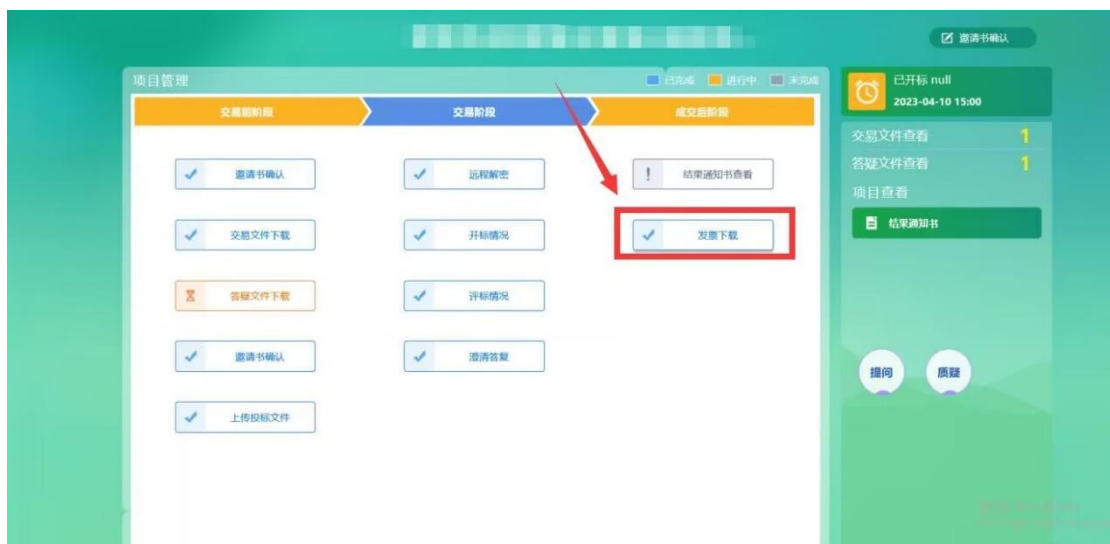 邀请书确认
项目管理
已完成 进行中 未完成
交易前阶段 交易阶段 成交后阶段
已开标 null
2023-04-10 15:00
邀请书确认 远程解密 ! 结果通知书查看
交易文件下载 开标情况 发票下载
答疑文件下载 评标情况
邀请书确认 澄清答复
上传投标文件
交易文件查看 1
答疑文件查看 1
项目查看
结果通知书
提问 质疑